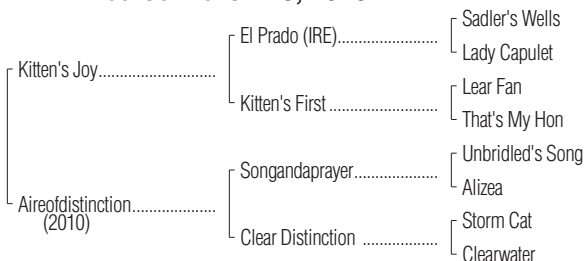 Sadler's Wells
El Prado (IRE)......................
Lady Capulet
Kitten's Joy..........................
Lear Fan
Kitten's First ........................
That's My Hon
Unbridled's Song
Songandaprayer..................
Alizea
Aireofdistinction..................
(2010)
Storm Cat
Clear Distinction ................
Clearwater